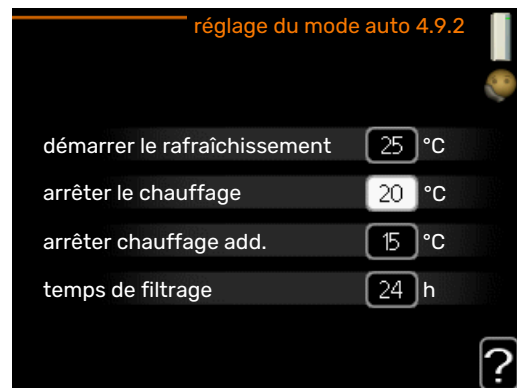 réglage du mode auto 4.9.2
démarrer le rafraîchissement 25 °C
arrêter le chauffage 20 °C
arrêter chauffage add. 15 °C
temps de filtrage 24 h
?